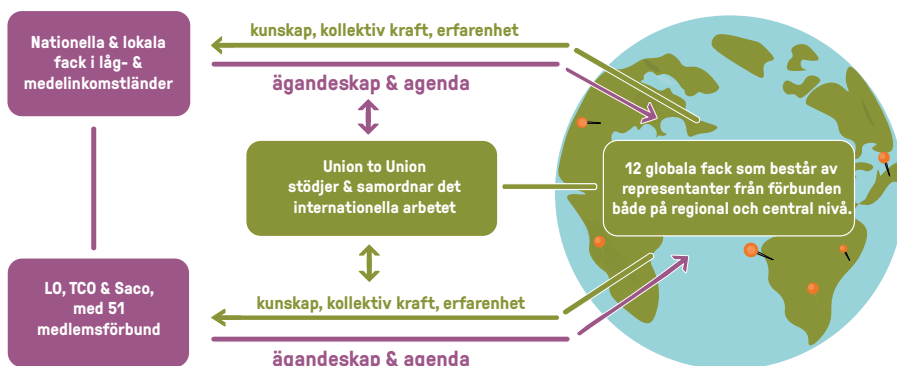 Nationella & lokala
fack i låg- &
medelinkomstländer
kunskap, kollektiv kraft, erfarenhet
ägandeskap & agenda
Union to Union
stödjer & samordnar det
internationella arbetet
12 globala fack som består av
representanter från förbunden
både på regional och central nivå.
LO, TCO & Saco,
med 51
medlemsförbund
kunskap, kollektiv kraft, erfarenhet
ägandeskap & agenda